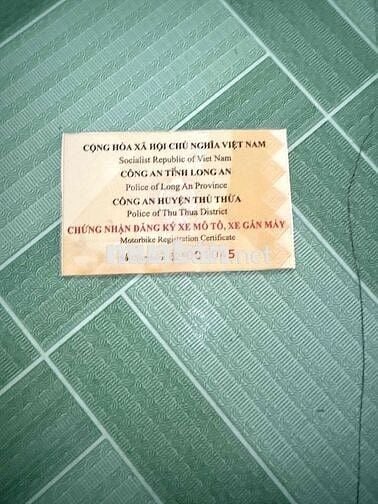 CỘNG HÒA XÃ HỘI CHỦ NGHĨA VIỆT NAM
Socialist Republic of Viet Nam
CÔNG AN TỈNH LONG AN
Police of Long An Province
CÔNG AN HUYỆN THỦ THỪA
Police of Thu Thua District
CHỨNG NHẬN ĐĂNG KÝ XE MÔ TÔ, XE GẮN MÁY
Motorbike Registration Certificate